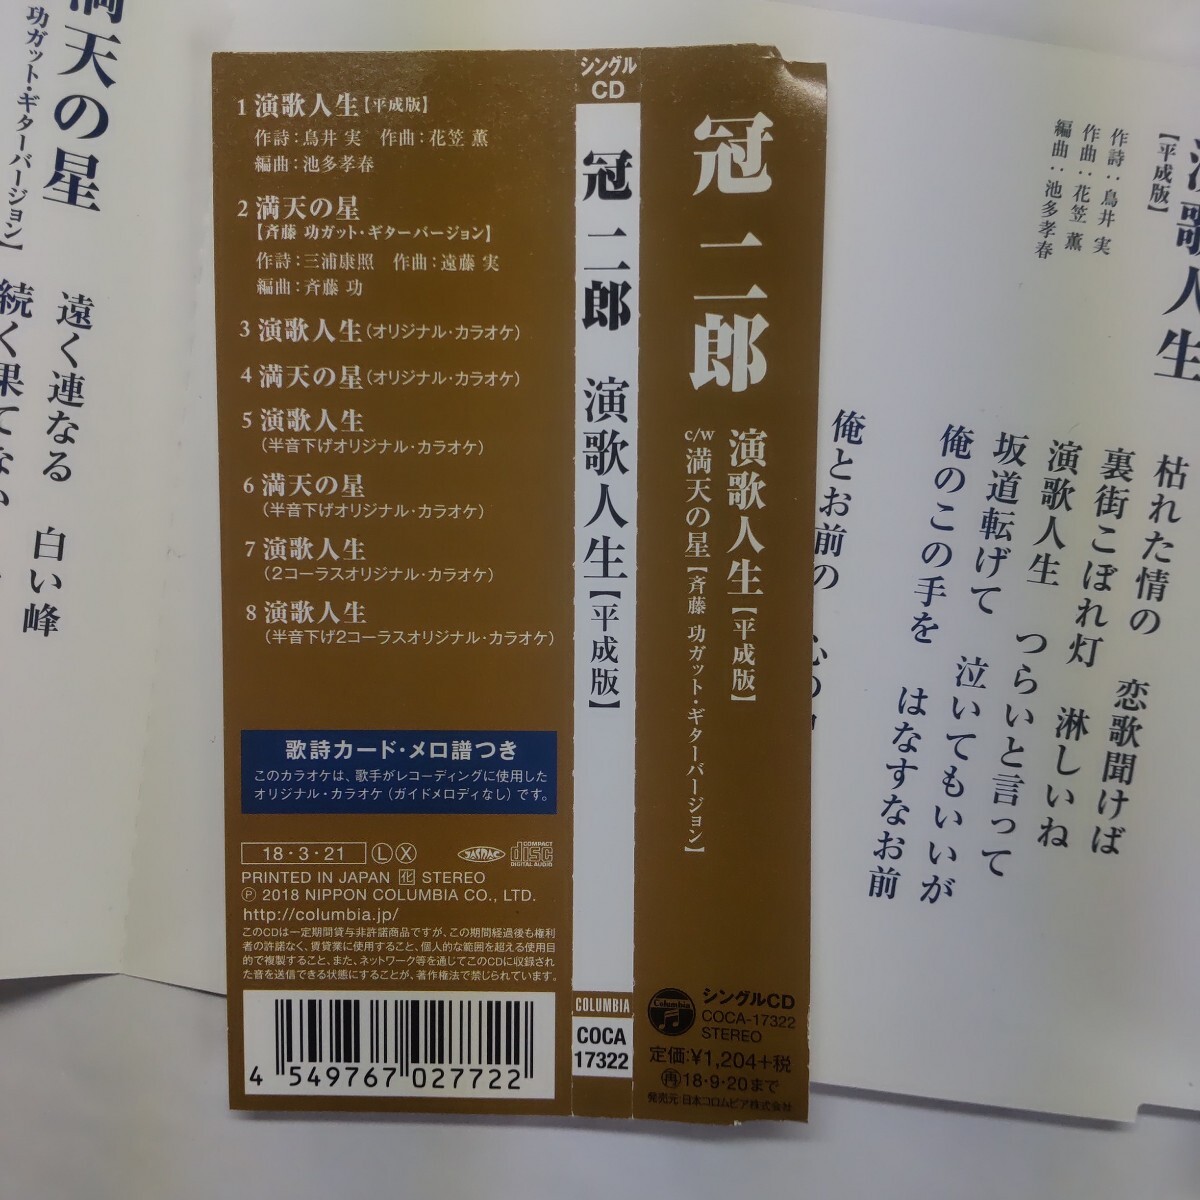 満天の星
功ガット・ギターバージョン】
遠く連なる 白い峰
続く果てない
1 演歌人生【平成版】
作詩：鳥井 実 作曲：花笠 薫
編曲：池多孝春
2 満天の星
【斉藤 功ガット・ギターバージョン】
作詩：三浦康照 作曲：遠藤 実
編曲：斉藤 功
3 演歌人生(オリジナル・カラオケ)
4 満天の星(オリジナル・カラオケ)
5 演歌人生
(半音下げオリジナル・カラオケ)
6 満天の星
(半音下げオリジナル・カラオケ)
7 演歌人生
(2コーラスオリジナル・カラオケ)
8 演歌人生
(半音下げ2コーラスオリジナル・カラオケ)
歌詩カード・メロ譜つき
このカラオケは、歌手がレコーディングに使用した
オリジナル・カラオケ（ガイドメロディなし）です。
18・3・21 Ⓛ Ⓧ JASRAC COMPACT disc DIGITAL AUDIO
PRINTED IN JAPAN 化 STEREO
Ⓟ 2018 NIPPON COLUMBIA CO., LTD.
http://columbia.jp/
このCDは一定期間貸与非許諾商品ですが、この期間経過後も権利
者の許諾なく、賃貸業に使用すること、個人的な範囲を超える使用目
的で複製すること、また、ネットワーク等を通じてこのCDに収録され
た音を送信できる状態にすることが、著作権法で禁じられています。
4 549767 027722
シングル
CD
冠 二郎 演歌人生【平成版】
COLUMBIA
COCA
17322
冠 二郎
演歌人生【平成版】
c/w 満天の星【斉藤 功ガット・ギターバージョン】
Columbia
シングルCD
COCA-17322
STEREO
定価：¥1,204+税
再18・9・20まで
発売元：日本コロムビア株式会社
演歌人生
【平成版】
作詩：鳥井 実
作曲：花笠 薫
編曲：池多孝春
枯れた情の 恋歌聞けば
裏街こぼれ灯 淋しいね
演歌人生 つらいと言って
坂道転げて 泣いてもいいが
俺のこの手を はなすなお前
俺とお前の 心の